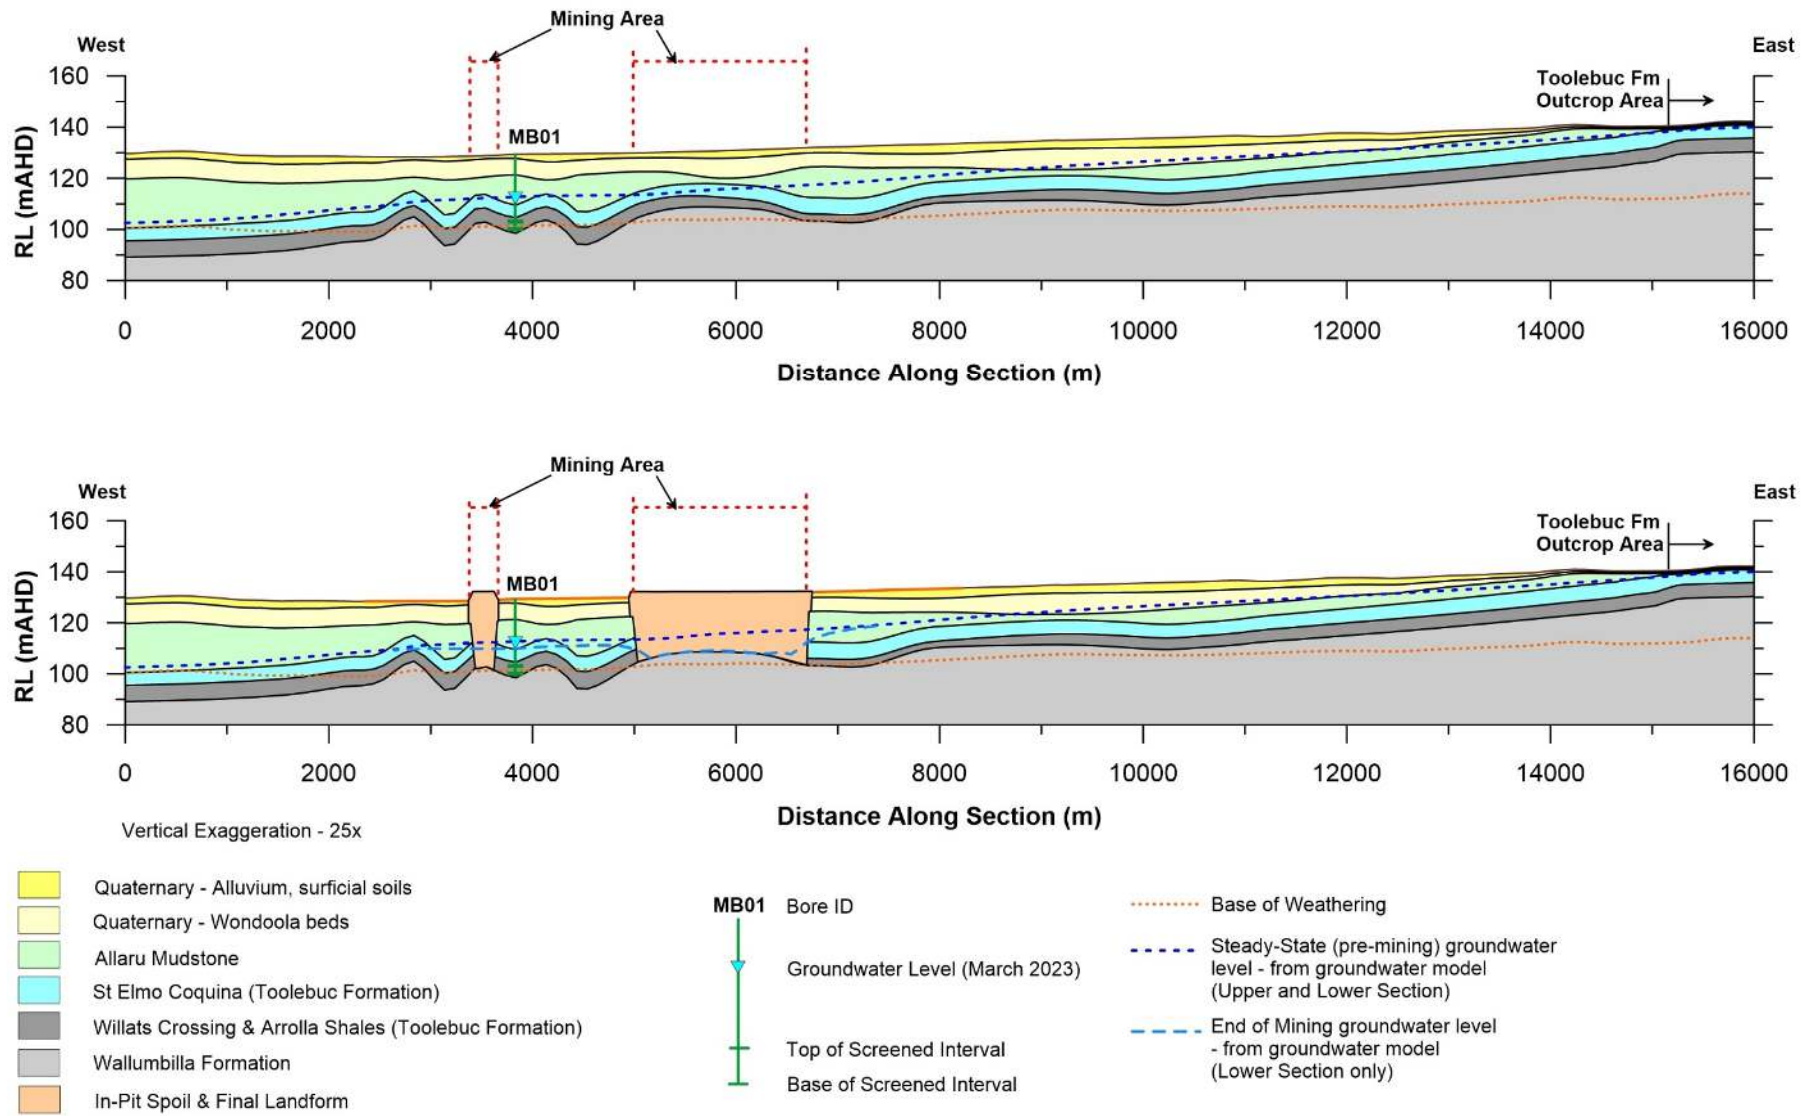 Mining Area
West
East
Toolebuc Fm
Outcrop Area
MB01
RL (mAHD)
160
140
120
100
80
0
2000
4000
6000
8000
10000
12000
14000
16000
Distance Along Section (m)
Mining Area
West
East
Toolebuc Fm
Outcrop Area
MB01
RL (mAHD)
160
140
120
100
80
0
2000
4000
6000
8000
10000
12000
14000
16000
Distance Along Section (m)
Vertical Exaggeration - 25x
Quaternary - Alluvium, surficial soils
Quaternary - Wondoola beds
Allaru Mudstone
St Elmo Coquina (Toolebuc Formation)
Willats Crossing & Arrolla Shales (Toolebuc Formation)
Wallumbilla Formation
In-Pit Spoil & Final Landform
MB01 Bore ID
Groundwater Level (March 2023)
Top of Screened Interval
Base of Screened Interval
Base of Weathering
Steady-State (pre-mining) groundwater
level - from groundwater model
(Upper and Lower Section)
End of Mining groundwater level
- from groundwater model
(Lower Section only)